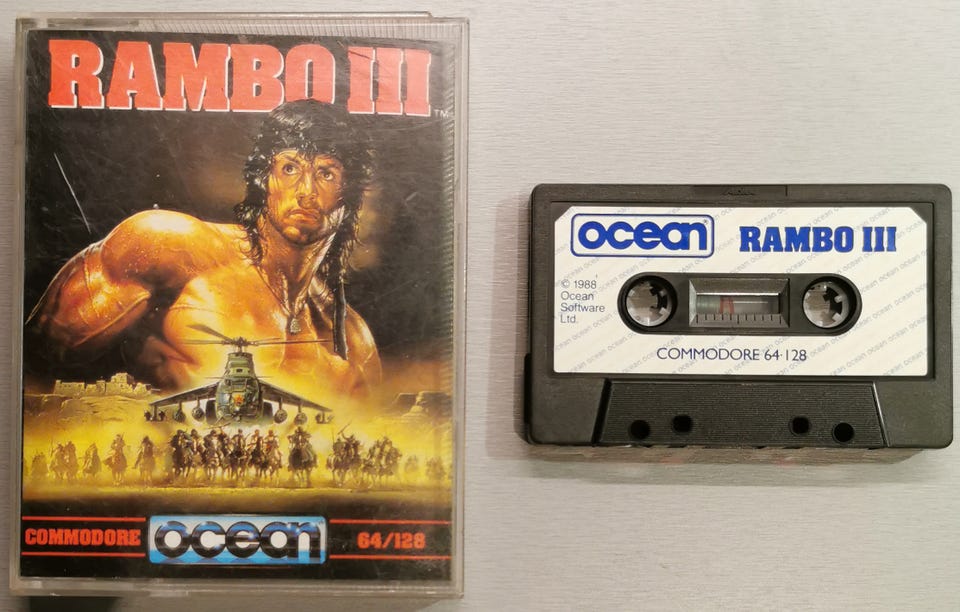 RAMBO III
TM
COMMODORE
ocean
64/128
ocean
RAMBO III
© 1988
Ocean
Software
Ltd.
COMMODORE 64·128